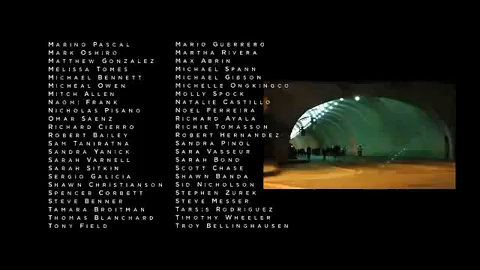 Marino Pascal
Mark Oshiro
Matthew Gonzalez
Melissa Tomes
Michael Bennett
Micheal Owen
Mitch Allen
Naomi Frank
Nicholas Pisano
Omar Saenz
Richard Cierro
Robert Bailey
Sam Taniratna
Sandra Yanick
Sarah Varnell
Sarah Sitkin
Sergio Galicia
Shawn Christianson
Spencer Corbett
Steve Benner
Tamara Broitman
Thomas Blanchard
Tony Field
Mario Guerrero
Martha Rivera
Max Abrin
Michael Spann
Michael Gibson
Michelle Ongkingco
Molly Spock
Natalie Castillo
Noel Ferreira
Richard Ayala
Richie Tomasson
Robert Hernandez
Sandra Pinol
Sara Vasseur
Sarah Bond
Scott Chase
Shawn Banda
Sid Nicholson
Stephen Zurek
Steve Messer
Tarsis Rodriguez
Timothy Wheeler
Troy Bellinghausen